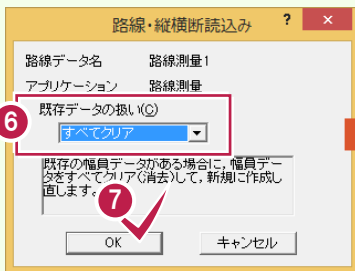 路線・縦横断読込み ? ×
路線データ名 路線測量1
アプリケーション 路線測量
6
既存データの扱い(C)
すべてクリア
既存の幅員データがある場合に，幅員デー
タをすべてクリア(消去)して，新規に作成し
直します。
7
OK キャンセル